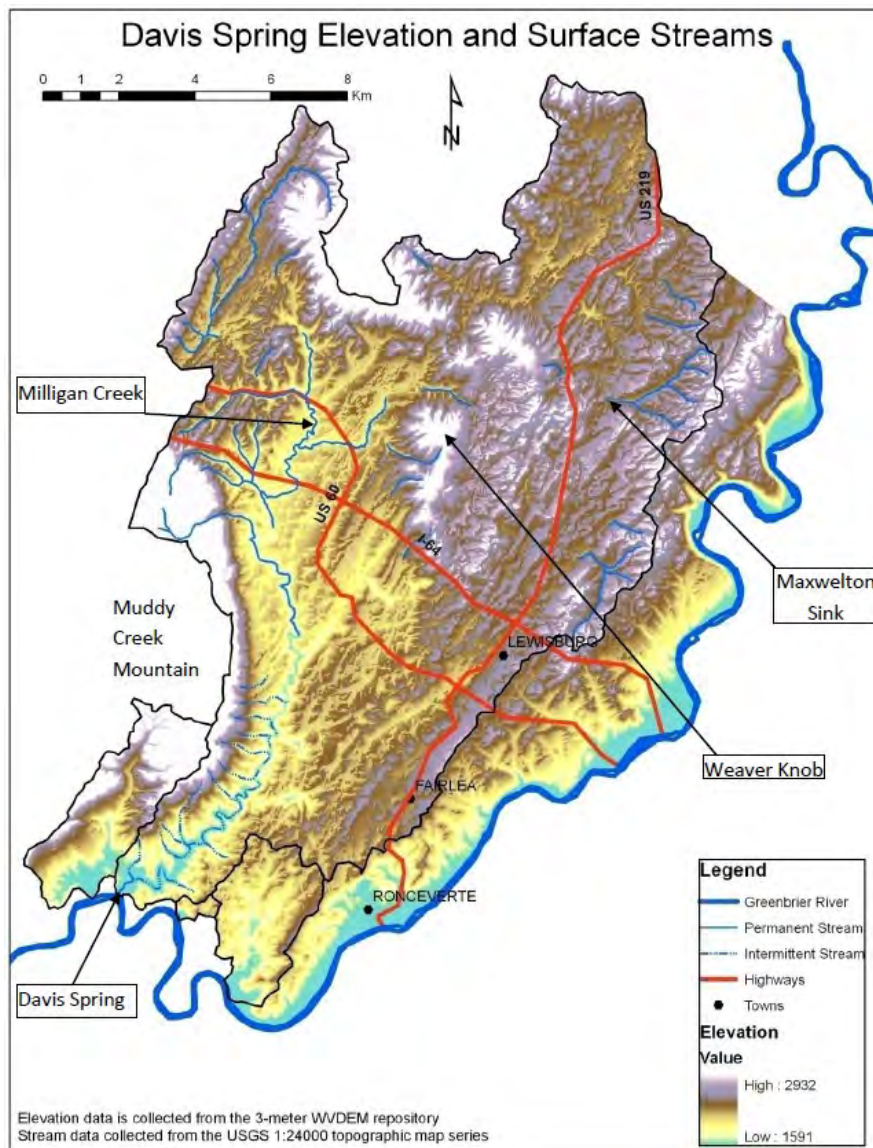 Davis Spring Elevation and Surface Streams
0 1 2 4 6 8
Km
N
US 219
Milligan Creek
US 60
I-64
Maxwelton
Sink
Muddy
Creek
Mountain
LEWISBURG
Weaver Knob
FAIRLEA
RONCEVERTE
Davis Spring
Legend
Greenbrier River
Permanent Stream
Intermittent Stream
Highways
Towns
Elevation
Value
High : 2932
Low : 1591
Elevation data is collected from the 3-meter WVDEM repository
Stream data collected from the USGS 1:24000 topographic map series